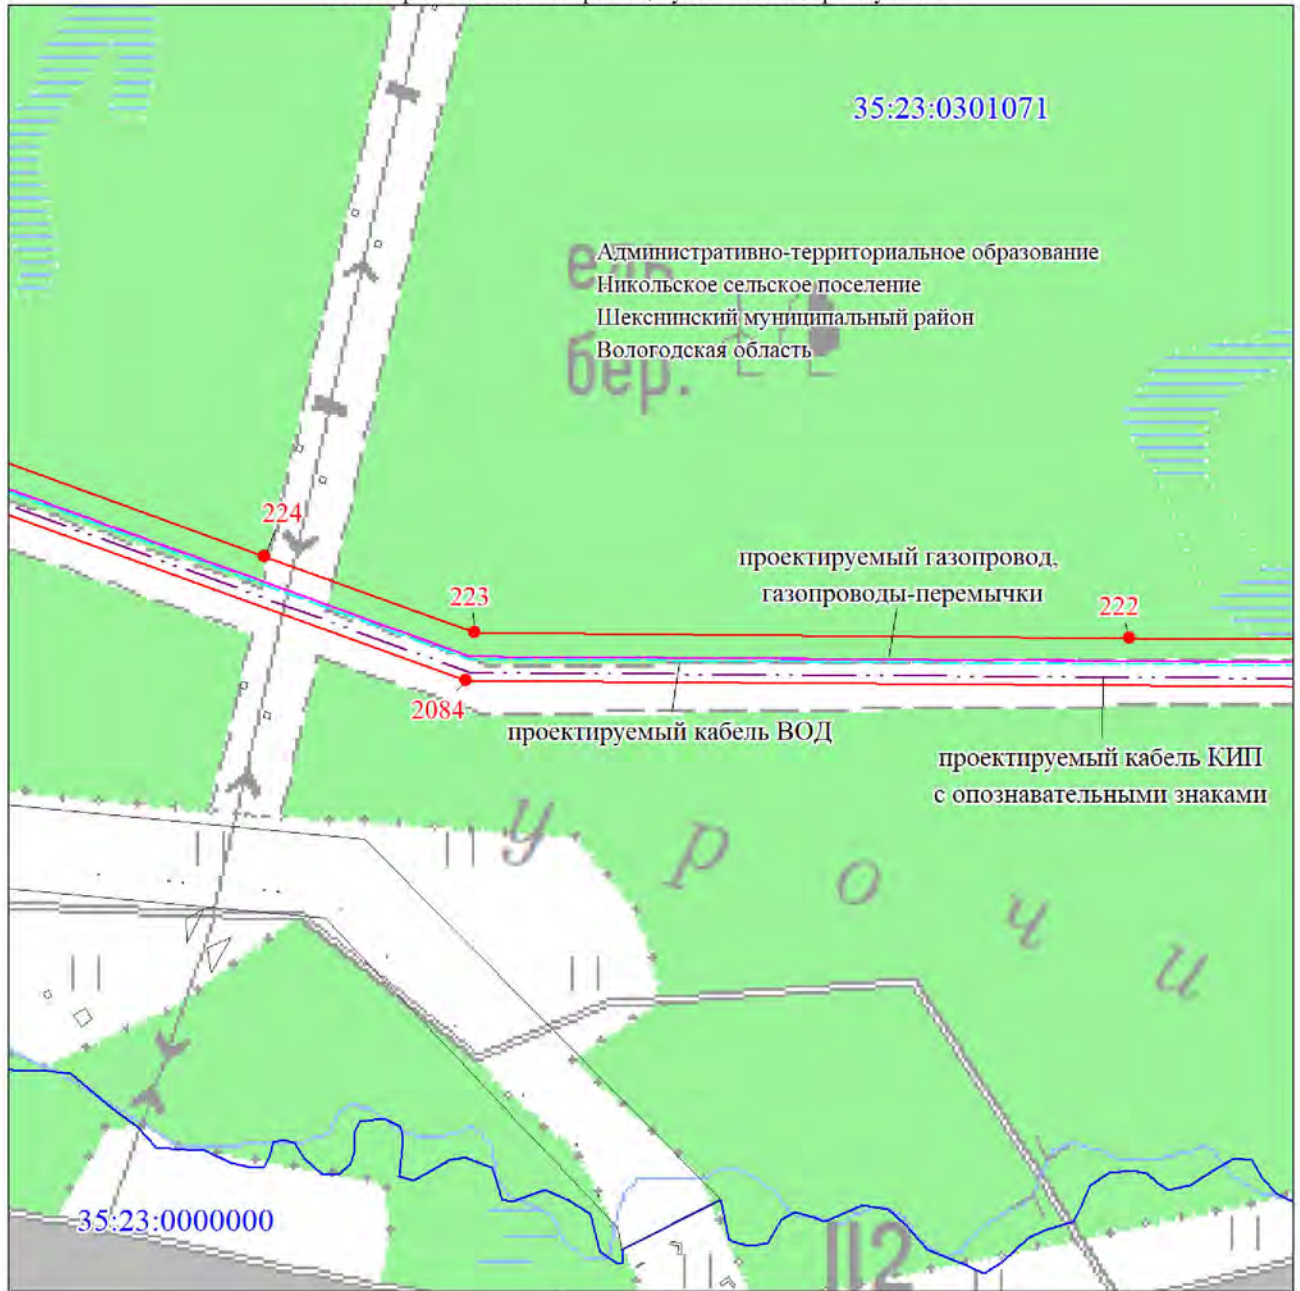 35:23:0301071
Административно-территориальное образование
Никольское сельское поселение
Шекснинский муниципальный район
Вологодская область
бер.
224
проектируемый газопровод,
газопроводы-перемычки
223
222
2084
проектируемый кабель ВОД
проектируемый кабель КИП
с опознавательными знаками
у р о ч и
35:23:0000000